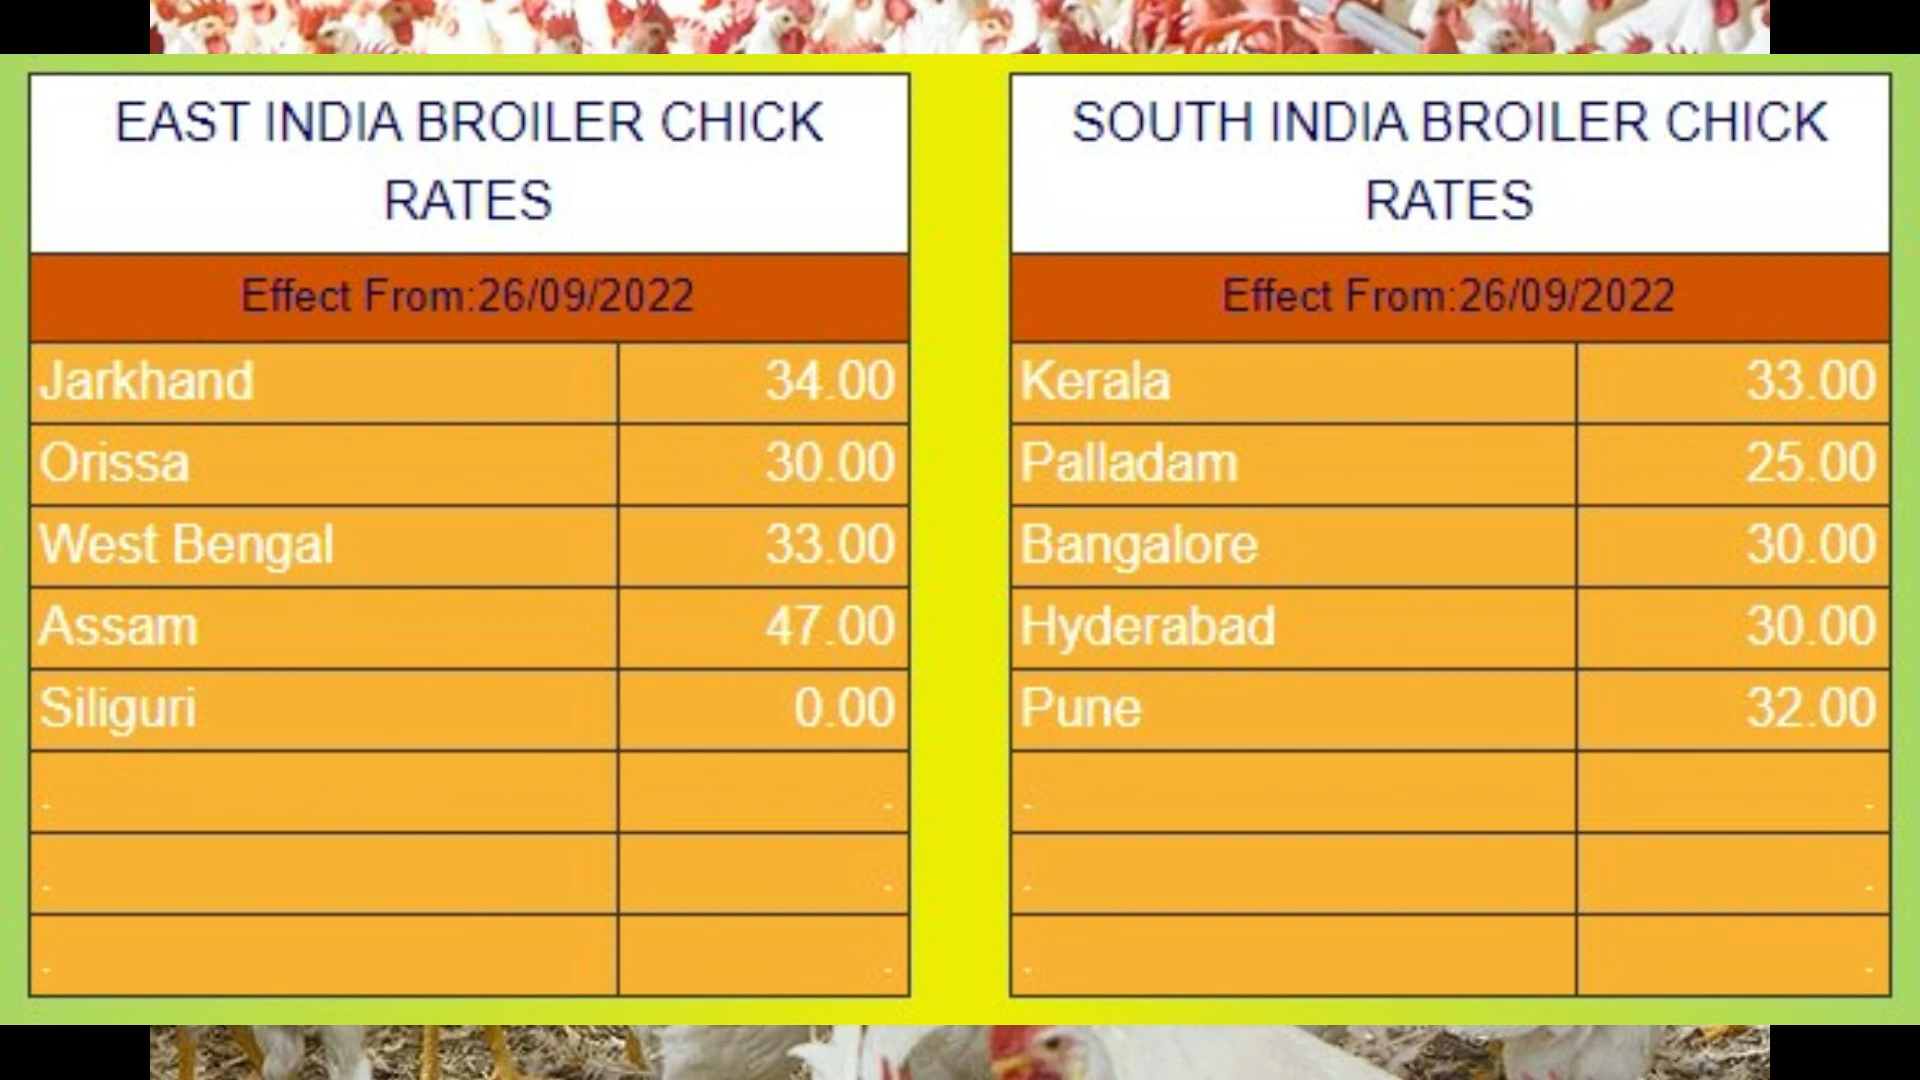 EAST INDIA BROILER CHICK
RATES
Effect From:26/09/2022
Jarkhand 34.00
Orissa 30.00
West Bengal 33.00
Assam 47.00
Siliguri 0.00
. .
. .
. .
SOUTH INDIA BROILER CHICK
RATES
Effect From:26/09/2022
Kerala 33.00
Palladam 25.00
Bangalore 30.00
Hyderabad 30.00
Pune 32.00
. .
. .
. .